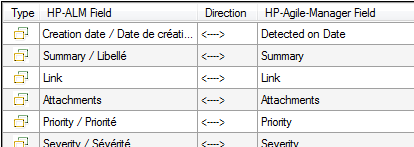 Type HP-ALM Field Direction HP-Agile-Manager Field
Creation date / Date de créati... <----> Detected on Date
Summary / Libellé <----> Summary
Link <----> Link
Attachments <----> Attachments
Priority / Priorité <----> Priority
Severity / Sévérité <----> Severity